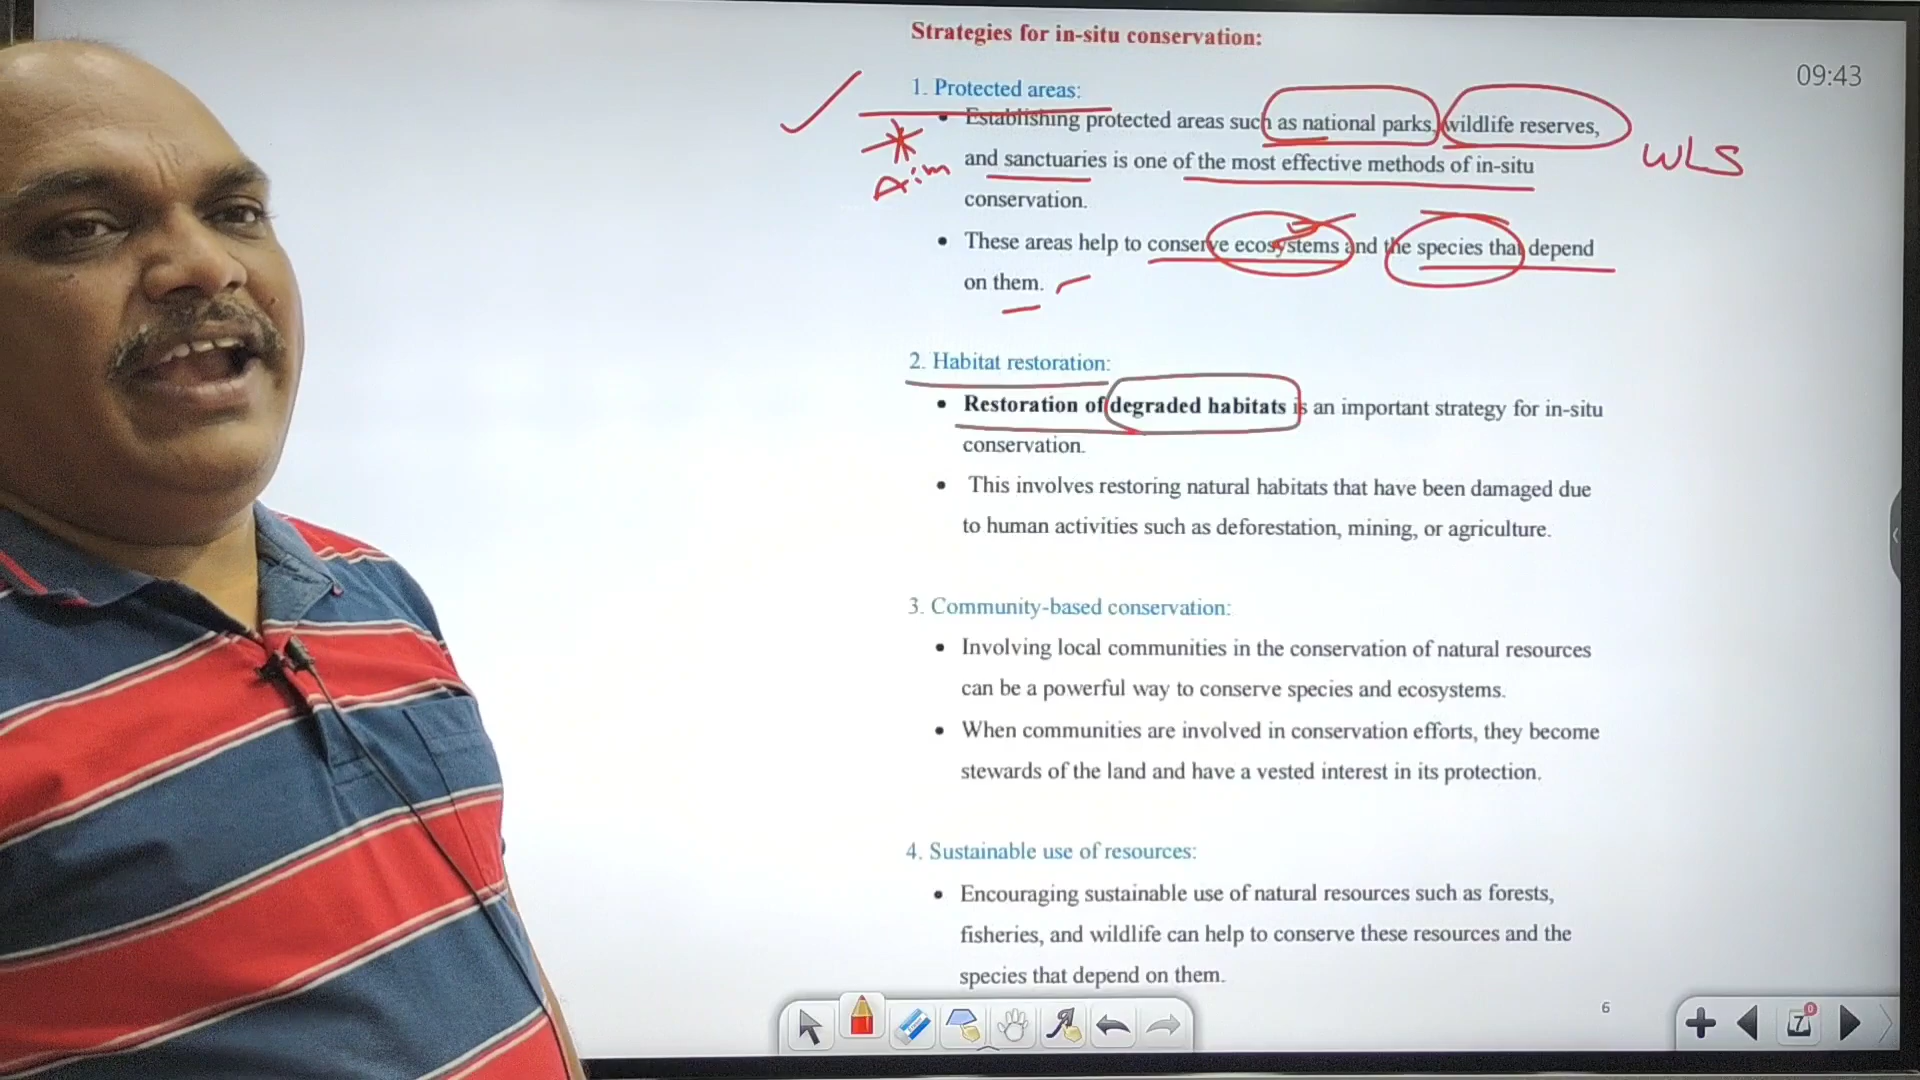 Strategies for in-situ conservation:
09:43
1. Protected areas:
• Establishing protected areas such as national parks, wildlife reserves,
WLS
Aim
and sanctuaries is one of the most effective methods of in-situ
conservation.
• These areas help to conserve ecosystems and the species that depend
on them.
2. Habitat restoration:
• Restoration of degraded habitats is an important strategy for in-situ
conservation.
• This involves restoring natural habitats that have been damaged due
to human activities such as deforestation, mining, or agriculture.
3. Community-based conservation:
• Involving local communities in the conservation of natural resources
can be a powerful way to conserve species and ecosystems.
• When communities are involved in conservation efforts, they become
stewards of the land and have a vested interest in its protection.
4. Sustainable use of resources:
• Encouraging sustainable use of natural resources such as forests,
fisheries, and wildlife can help to conserve these resources and the
species that depend on them.
6
7
0